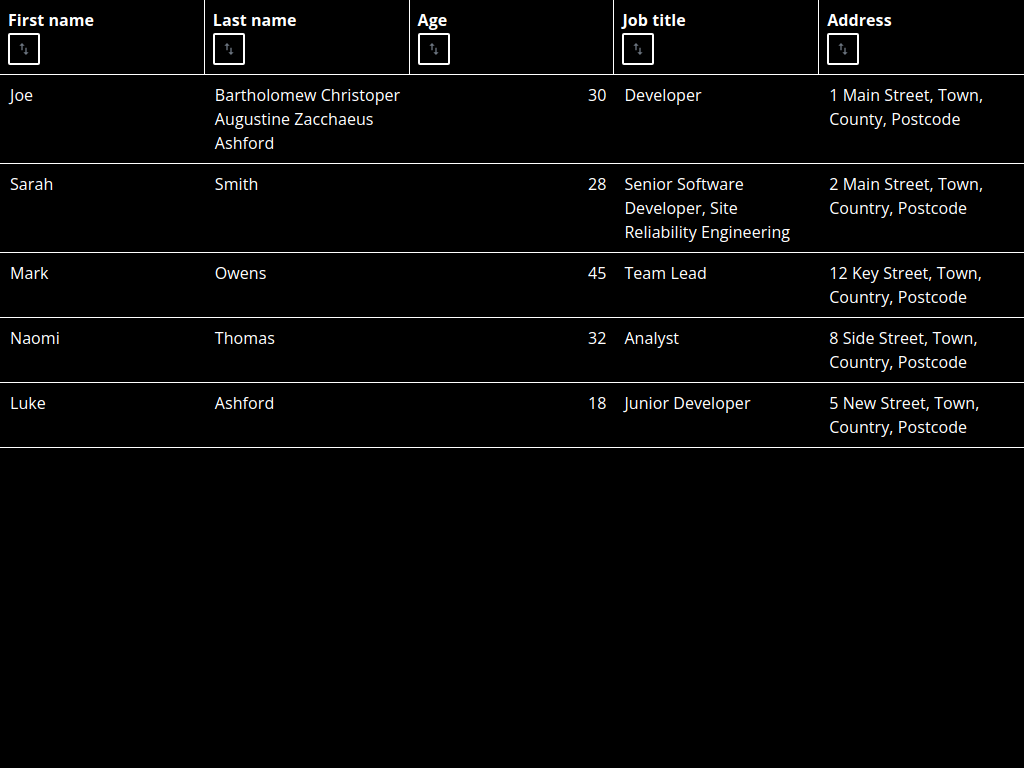 First name Last name Age Job title Address
Joe Bartholomew Christoper 30 Developer 1 Main Street, Town,
Augustine Zacchaeus County, Postcode
Ashford
Sarah Smith 28 Senior Software 2 Main Street, Town,
Developer, Site Country, Postcode
Reliability Engineering
Mark Owens 45 Team Lead 12 Key Street, Town,
Country, Postcode
Naomi Thomas 32 Analyst 8 Side Street, Town,
Country, Postcode
Luke Ashford 18 Junior Developer 5 New Street, Town,
Country, Postcode